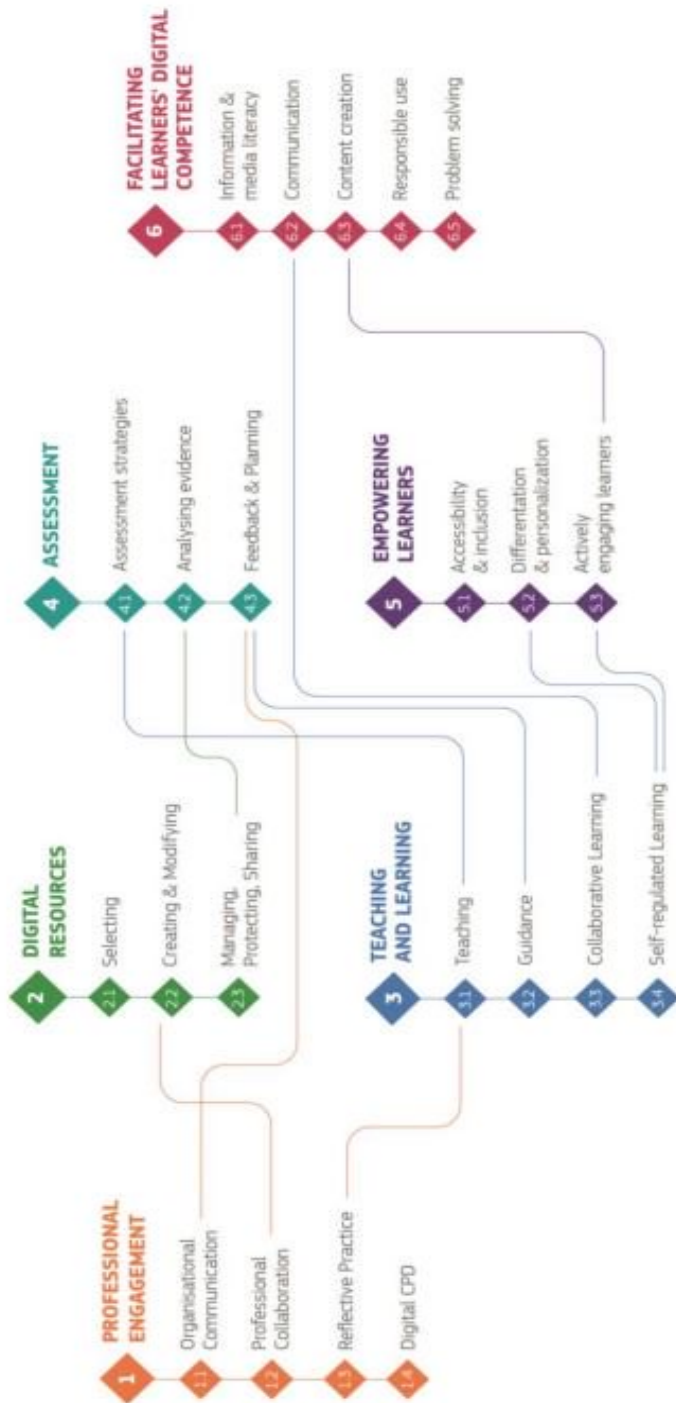 1
PROFESSIONAL
ENGAGEMENT
1.1
Organisational
Communication
1.2
Professional
Collaboration
1.3
Reflective Practice
1.4
Digital CPD
2
DIGITAL
RESOURCES
2.1
Selecting
2.2
Creating & Modifying
2.3
Managing,
Protecting, Sharing
3
TEACHING
AND LEARNING
3.1
Teaching
3.2
Guidance
3.3
Collaborative Learning
3.4
Self-regulated Learning
4
ASSESSMENT
4.1
Assessment strategies
4.2
Analysing evidence
4.3
Feedback & Planning
5
EMPOWERING
LEARNERS
5.1
Accessibility
& inclusion
5.2
Differentation
& personalization
5.3
Actively
engaging learners
6
FACILITATING
LEARNERS' DIGITAL
COMPETENCE
6.1
Information &
media literacy
6.2
Communication
6.3
Content creation
6.4
Responsible use
6.5
Problem solving